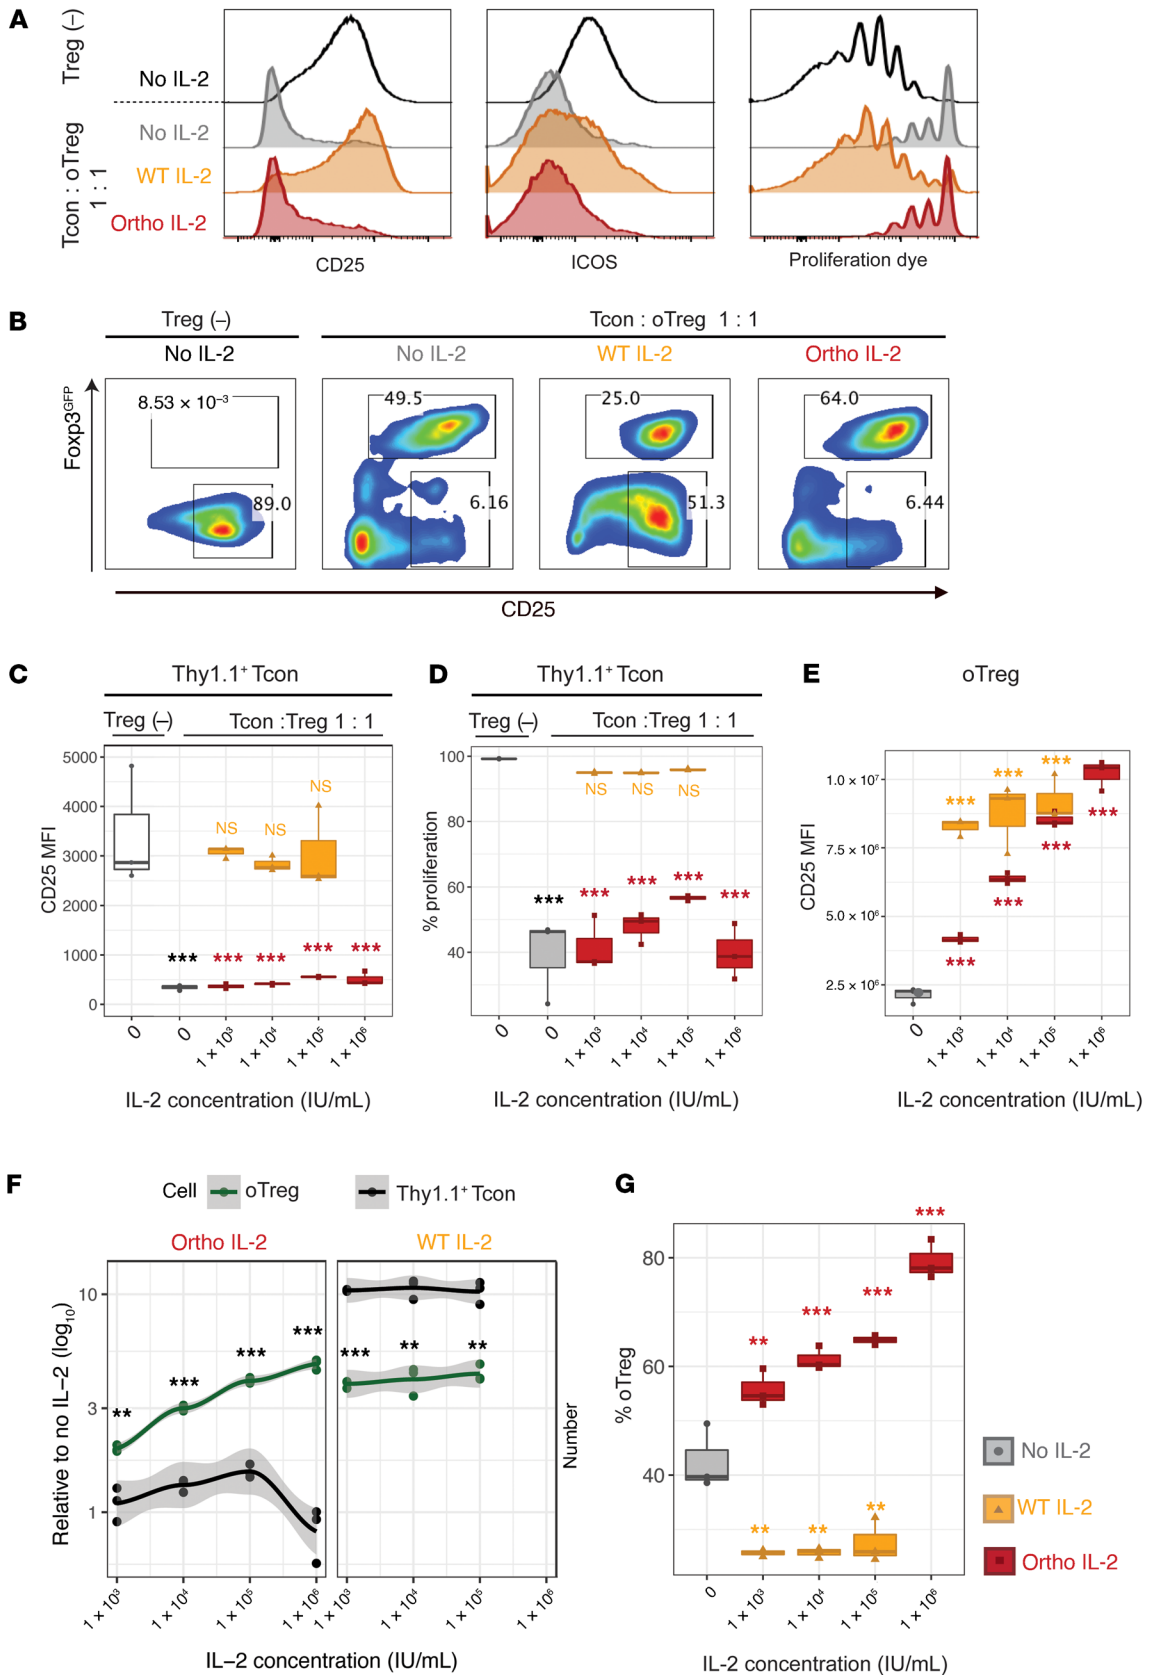 A
Treg (–)
No IL-2
Tcon : oTreg
1 : 1
No IL-2
WT IL-2
Ortho IL-2
CD25
ICOS
Proliferation dye
B
Treg (–)
Tcon : oTreg 1 : 1
No IL-2
No IL-2
WT IL-2
Ortho IL-2
Foxp3GFP
8.53 × 10⁻³
89.0
49.5
6.16
25.0
51.3
64.0
6.44
CD25
C
Thy1.1⁺ Tcon
Treg (–)
Tcon :Treg 1 : 1
CD25 MFI
5000
4000
3000
2000
1000
0
NS
NS
NS
***
***
***
***
***
0
0
1 × 10³
1 × 10⁴
1 × 10⁵
1 × 10⁶
IL-2 concentration (IU/mL)
D
Thy1.1⁺ Tcon
Treg (–)
Tcon :Treg 1 : 1
% proliferation
100
80
60
40
NS
NS
NS
***
***
***
***
***
0
0
1 × 10³
1 × 10⁴
1 × 10⁵
1 × 10⁶
IL-2 concentration (IU/mL)
E
oTreg
CD25 MFI
1.0 × 10⁷
7.5 × 10⁶
5.0 × 10⁶
2.5 × 10⁶
***
***
***
***
***
***
***
0
1 × 10³
1 × 10⁴
1 × 10⁵
1 × 10⁶
IL-2 concentration (IU/mL)
F
Cell
oTreg
Thy1.1⁺ Tcon
Ortho IL-2
WT IL-2
Relative to no IL–2 (log₁₀)
10
3
1
**
***
***
***
***
**
**
Number
1 × 10³
1 × 10⁴
1 × 10⁵
1 × 10⁶
1 × 10³
1 × 10⁴
1 × 10⁵
1 × 10⁶
IL–2 concentration (IU/mL)
G
% oTreg
80
60
40
**
***
***
***
**
**
**
0
1 × 10³
1 × 10⁴
1 × 10⁵
1 × 10⁶
IL-2 concentration (IU/mL)
No IL-2
WT IL-2
Ortho IL-2